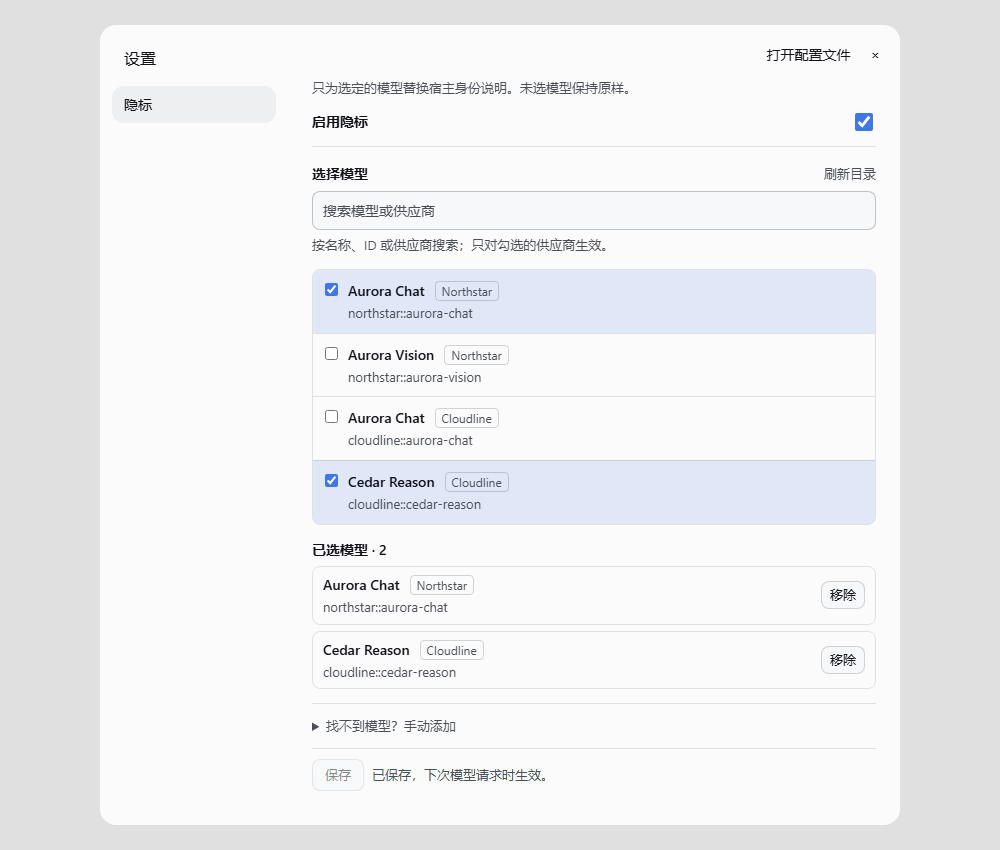 设置
打开配置文件 ×
隐标
只为选定的模型替换宿主身份说明。未选模型保持原样。
启用隐标
选择模型 刷新目录
搜索模型或供应商
按名称、ID 或供应商搜索；只对勾选的供应商生效。
Aurora Chat Northstar
northstar::aurora-chat
Aurora Vision Northstar
northstar::aurora-vision
Aurora Chat Cloudline
cloudline::aurora-chat
Cedar Reason Cloudline
cloudline::cedar-reason
已选模型 · 2
Aurora Chat Northstar
northstar::aurora-chat
移除
Cedar Reason Cloudline
cloudline::cedar-reason
移除
找不到模型？手动添加
保存 已保存，下次模型请求时生效。